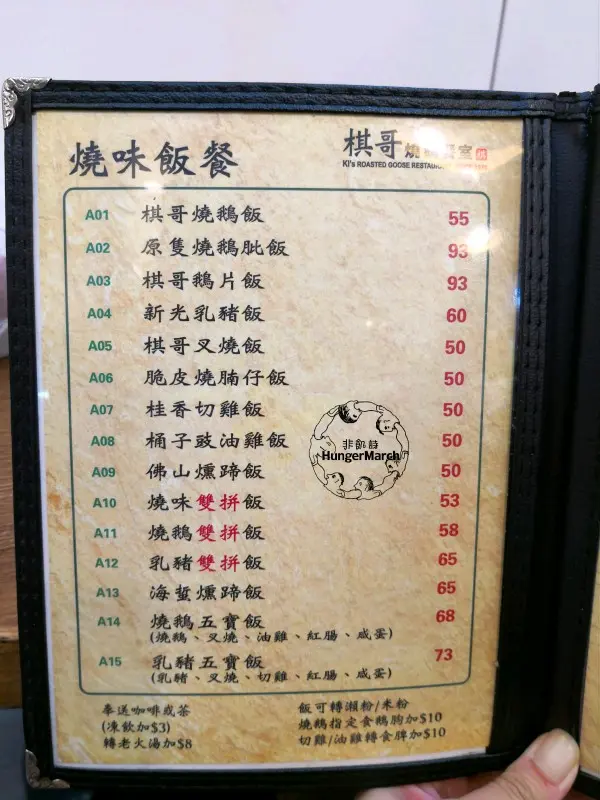 燒味飯餐
棋哥燒鵝餐室
KI's ROASTED GOOSE RESTAURANT
A01 棋哥燒鵝飯 55
A02 原隻燒鵝髀飯 93
A03 棋哥鵝片飯 93
A04 新光乳豬飯 60
A05 棋哥叉燒飯 50
A06 脆皮燒腩仔飯 50
A07 桂香切雞飯 50
A08 桶子豉油雞飯 50
A09 佛山燻蹄飯 50
A10 燒味雙拼飯 53
A11 燒鵝雙拼飯 58
A12 乳豬雙拼飯 65
A13 海蜇燻蹄飯 65
A14 燒鵝五寶飯 68
(燒鵝、叉燒、油雞、紅腸、咸蛋)
A15 乳豬五寶飯 73
(乳豬、叉燒、切雞、紅腸、咸蛋)
奉送咖啡或茶
(凍飲加$3)
轉老火湯加$8
飯可轉瀨粉/米粉
燒鵝指定食鵝胸加$10
切雞/油雞轉食脾加$10
非飢詩
HungerMarch